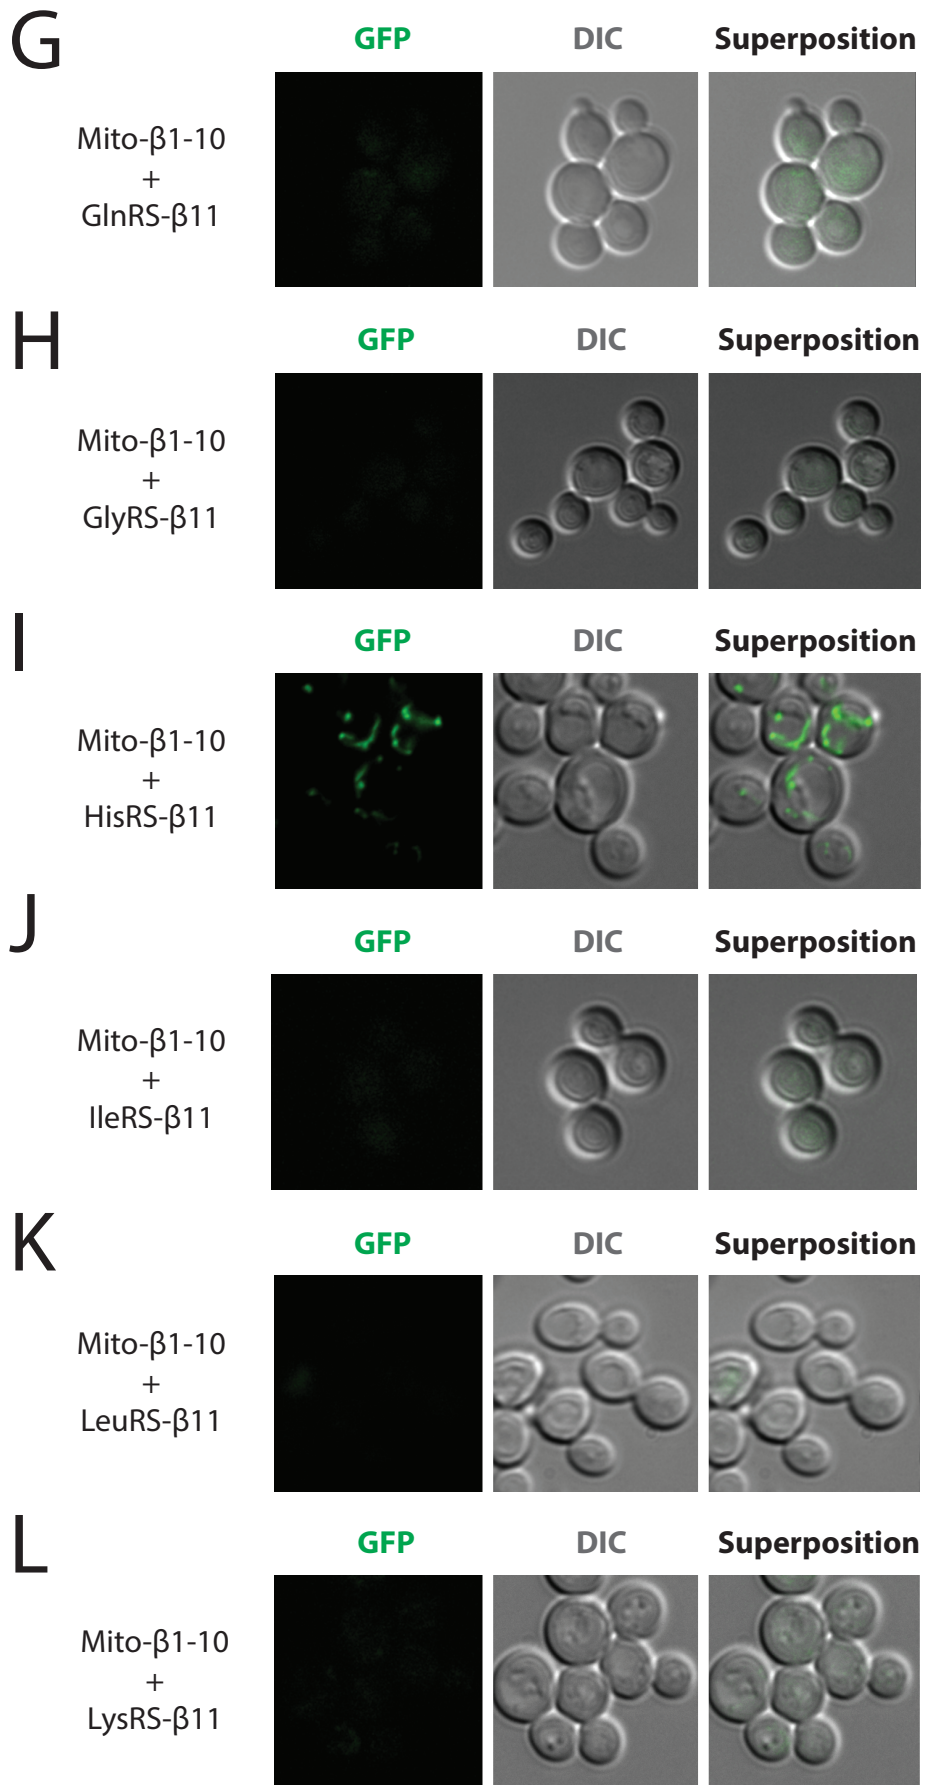 G
GFP DIC Superposition
Mito-β1-10
+
GlnRS-β11
H
GFP DIC Superposition
Mito-β1-10
+
GlyRS-β11
I
GFP DIC Superposition
Mito-β1-10
+
HisRS-β11
J
GFP DIC Superposition
Mito-β1-10
+
IleRS-β11
K
GFP DIC Superposition
Mito-β1-10
+
LeuRS-β11
L
GFP DIC Superposition
Mito-β1-10
+
LysRS-β11